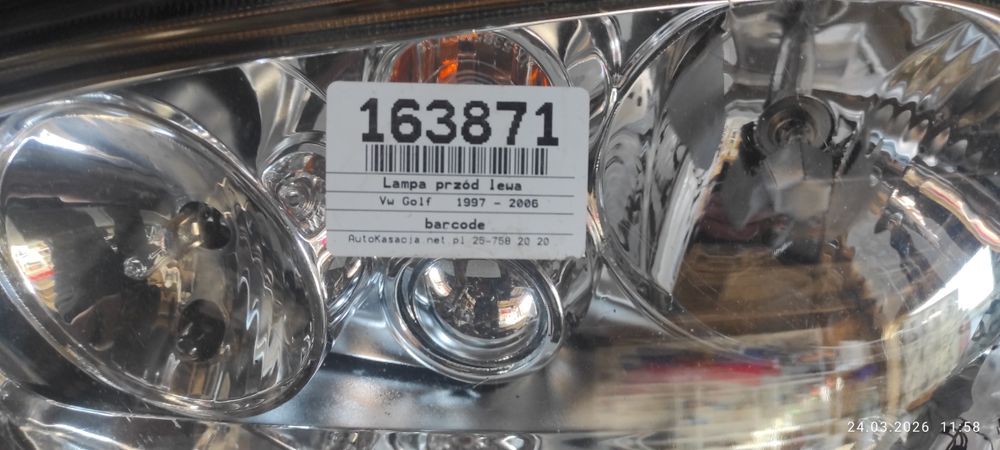 163871
Lampa przód lewa
Vw Golf 1997 - 2006
barcode
AutoKasacja.net.pl 25-758 20 20
24.03.2026 11:58